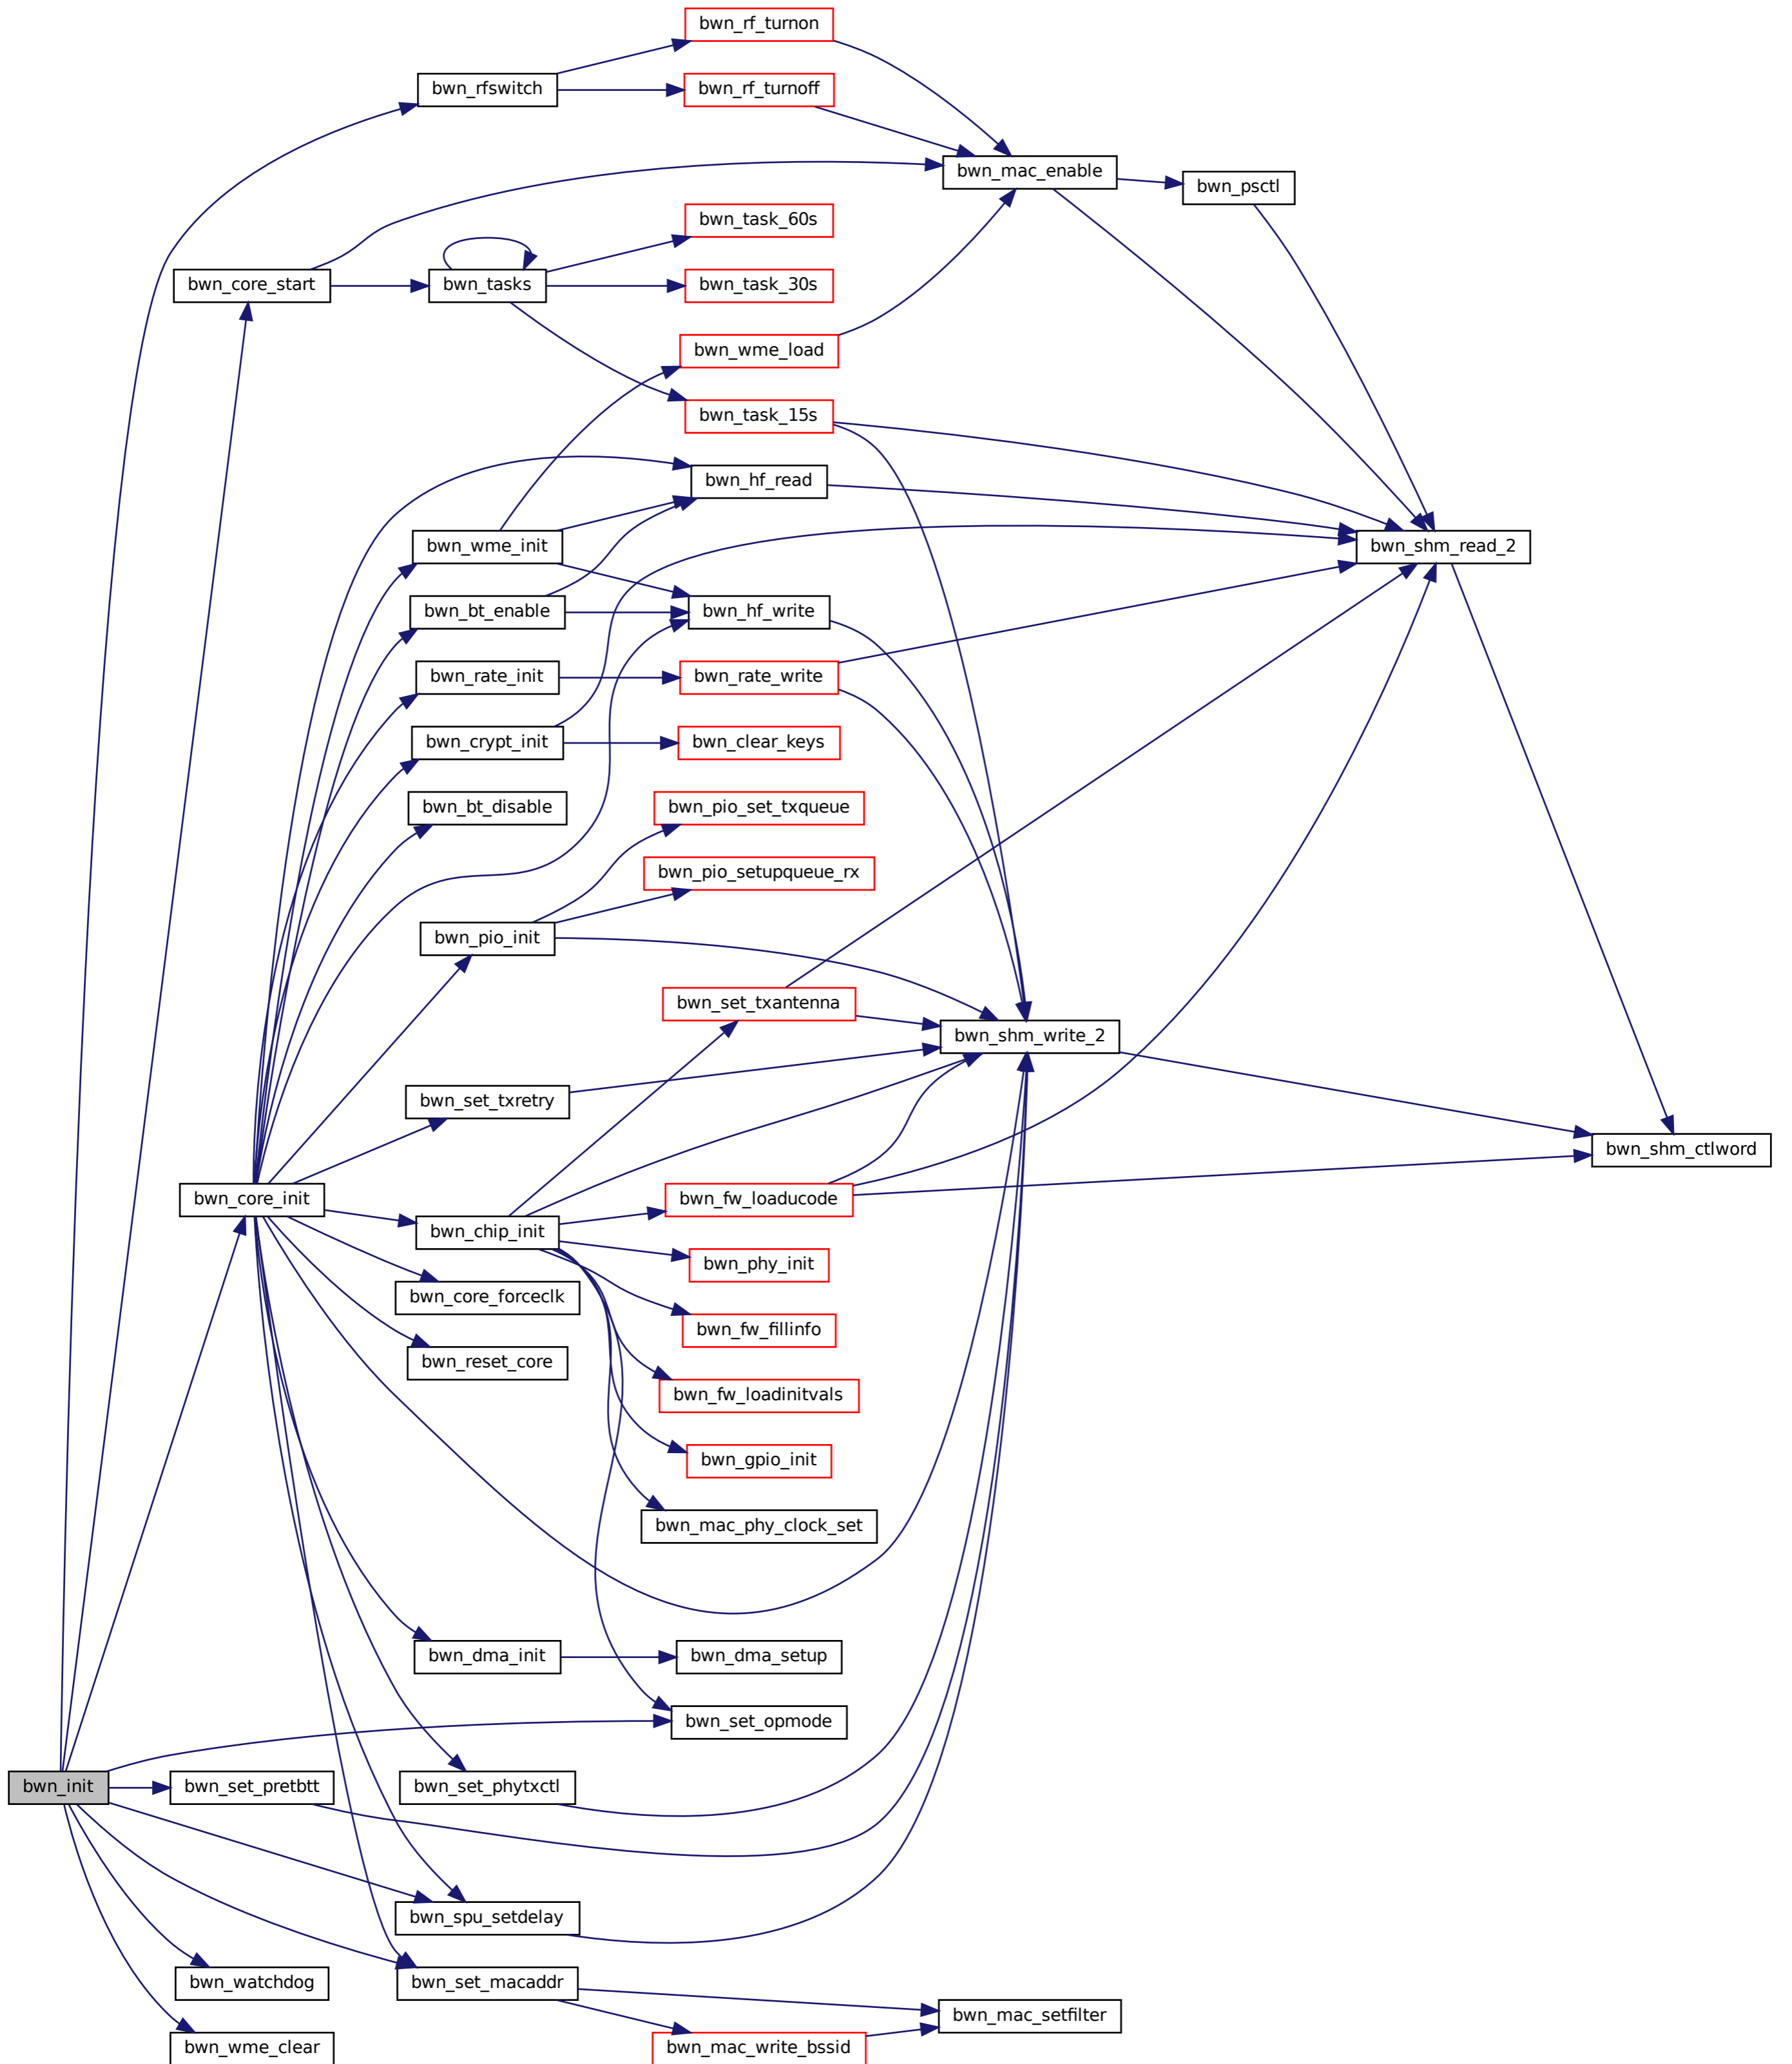 bwn_rf_turnon
bwn_rfswitch
bwn_rf_turnoff
bwn_mac_enable
bwn_psctl
bwn_task_60s
bwn_core_start
bwn_tasks
bwn_task_30s
bwn_wme_load
bwn_task_15s
bwn_hf_read
bwn_wme_init
bwn_shm_read_2
bwn_bt_enable
bwn_hf_write
bwn_rate_init
bwn_rate_write
bwn_crypt_init
bwn_clear_keys
bwn_bt_disable
bwn_pio_set_txqueue
bwn_pio_setupqueue_rx
bwn_pio_init
bwn_set_txantenna
bwn_shm_write_2
bwn_set_txretry
bwn_shm_ctlword
bwn_core_init
bwn_fw_loaducode
bwn_chip_init
bwn_phy_init
bwn_core_forceclk
bwn_fw_fillinfo
bwn_reset_core
bwn_fw_loadinitvals
bwn_gpio_init
bwn_mac_phy_clock_set
bwn_dma_init
bwn_dma_setup
bwn_set_opmode
bwn_init
bwn_set_pretbtt
bwn_set_phytxctl
bwn_spu_setdelay
bwn_watchdog
bwn_set_macaddr
bwn_mac_setfilter
bwn_wme_clear
bwn_mac_write_bssid